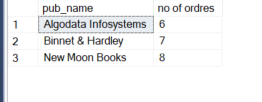 pub_name no of ordres
1 Algodata Infosystems 6
2 Binnet & Hardley 7
3 New Moon Books 8